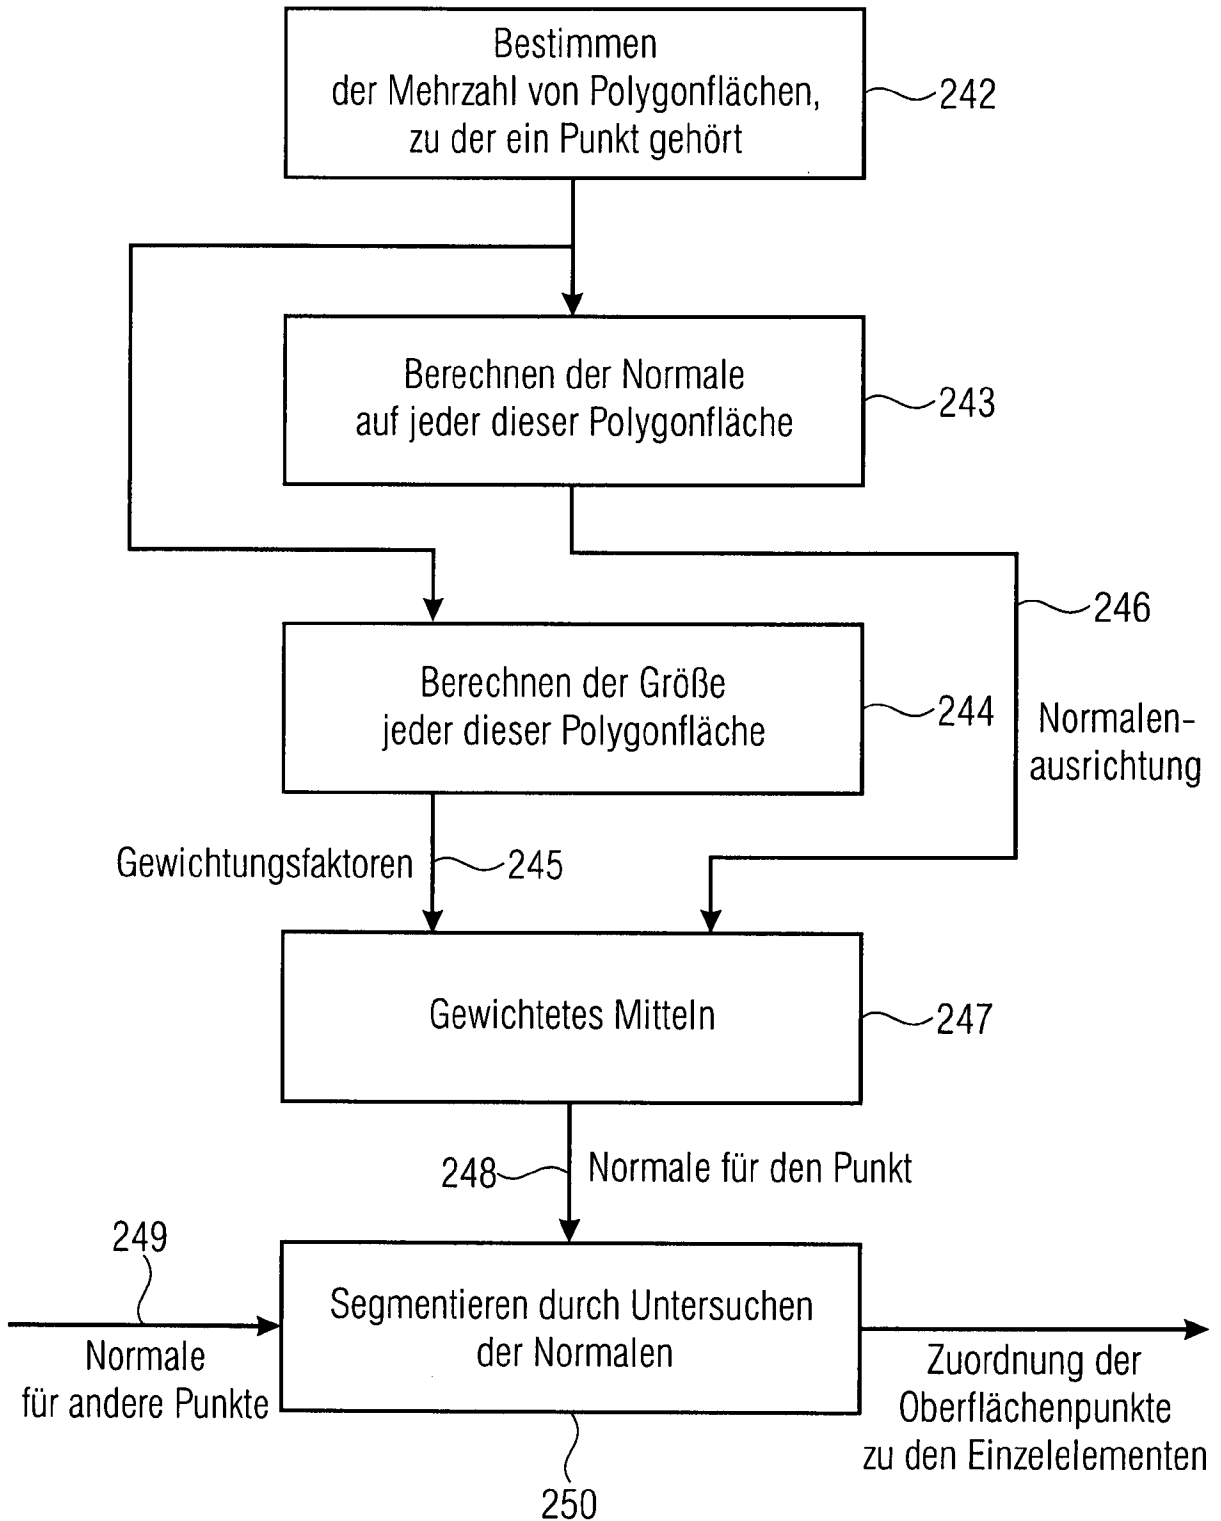 Bestimmen
der Mehrzahl von Polygonflächen,
zu der ein Punkt gehört
242
Berechnen der Normale
auf jeder dieser Polygonfläche
243
246
Berechnen der Größe
jeder dieser Polygonfläche
244
Normalen-
ausrichtung
Gewichtungsfaktoren
245
Gewichtetes Mitteln
247
248
Normale für den Punkt
249
Normale
für andere Punkte
Segmentieren durch Untersuchen
der Normalen
Zuordnung der
Oberflächenpunkte
zu den Einzelelementen
250